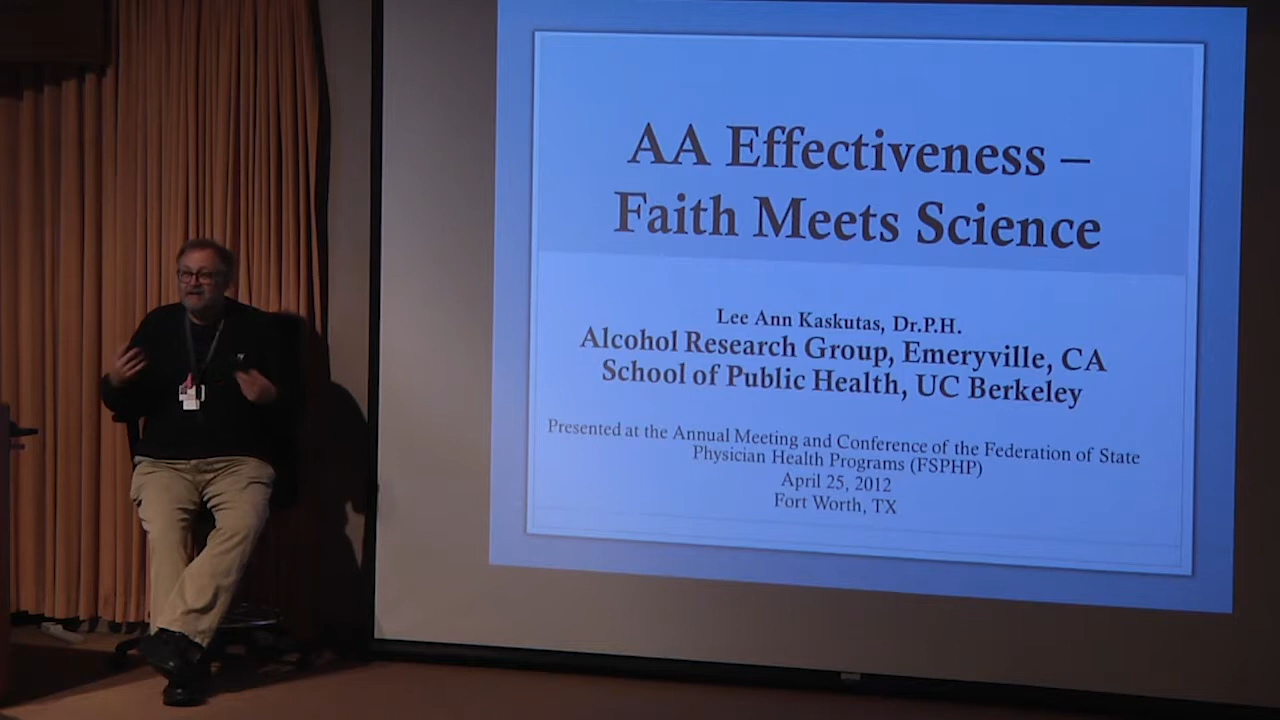 AA Effectiveness –
Faith Meets Science
Lee Ann Kaskutas, Dr.P.H.
Alcohol Research Group, Emeryville, CA
School of Public Health, UC Berkeley
Presented at the Annual Meeting and Conference of the Federation of State
Physician Health Programs (FSPHP)
April 25, 2012
Fort Worth, TX